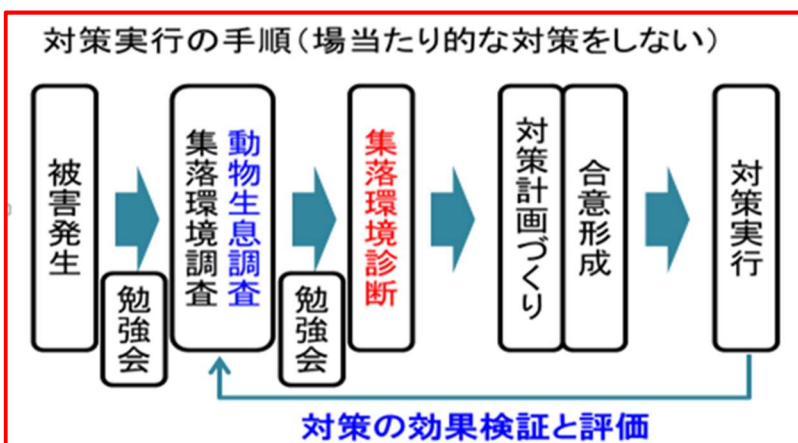 対策実行の手順(場当たり的な対策をしない)
被害発生
勉強会
動物生息調査
集落環境調査
勉強会
集落環境診断
対策計画づくり
合意形成
対策実行
対策の効果検証と評価